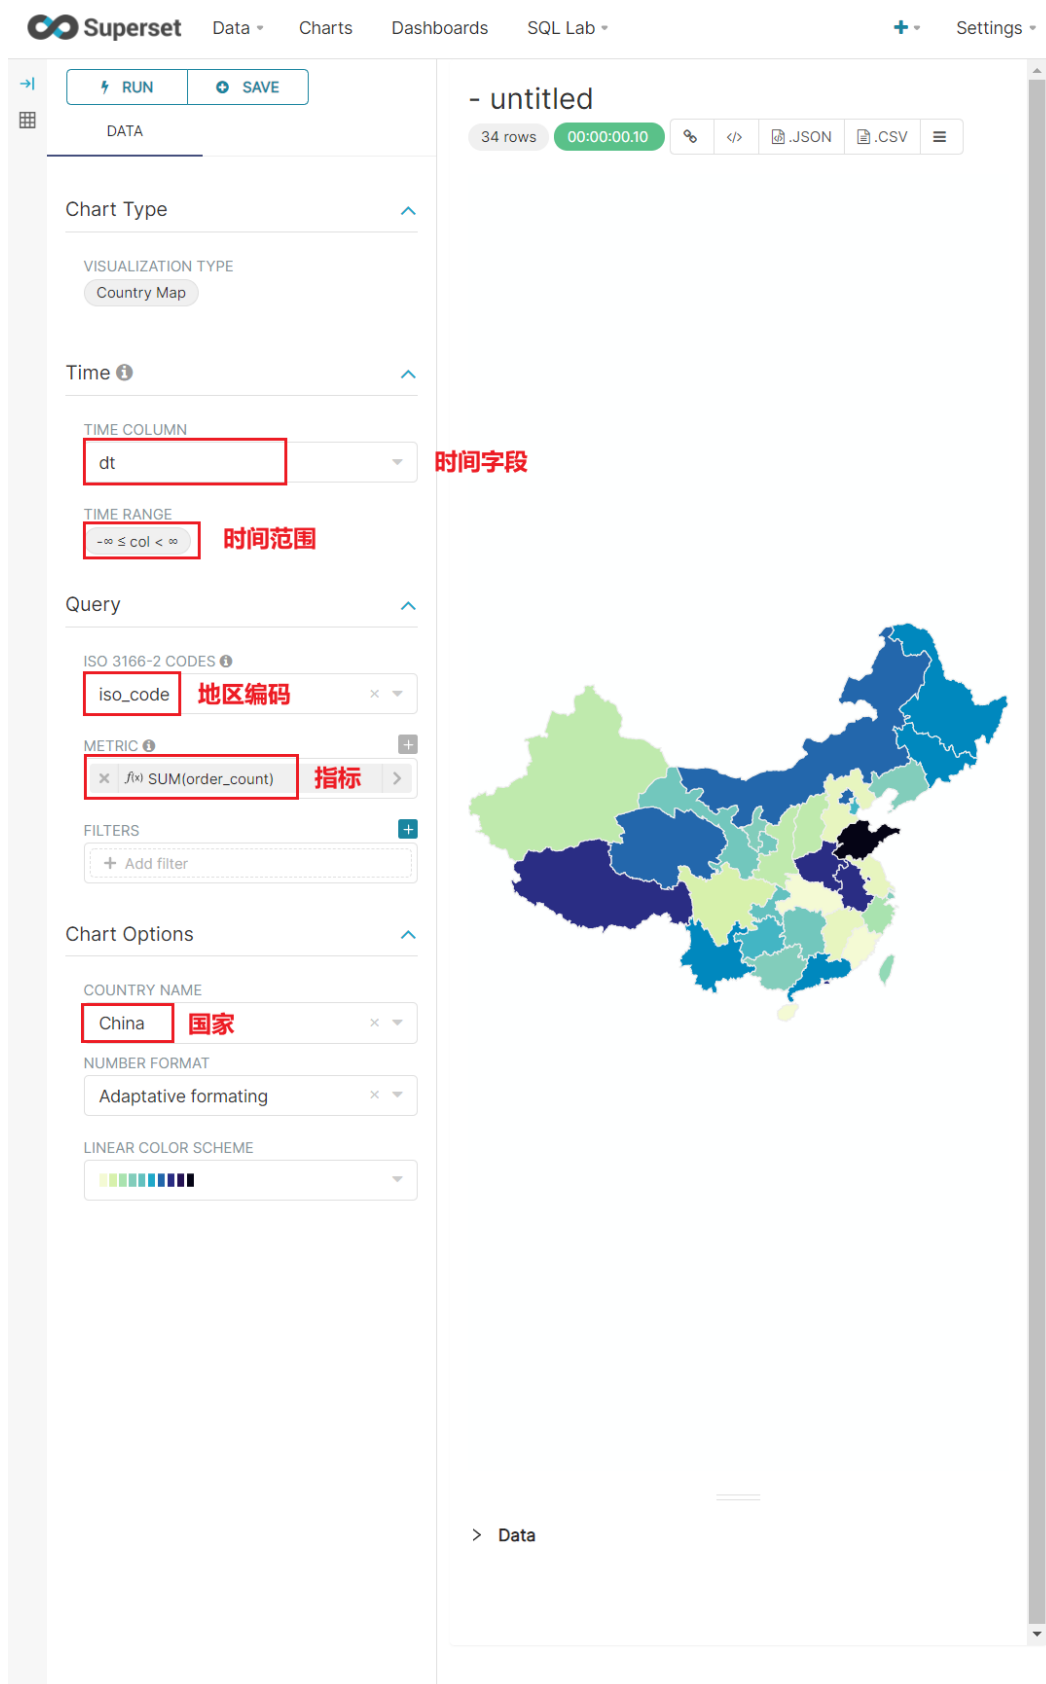 Superset Data Charts Dashboards SQL Lab + Settings
RUN SAVE
DATA
Chart Type
VISUALIZATION TYPE
Country Map
Time
TIME COLUMN
dt 时间字段
TIME RANGE
-∞ ≤ col < ∞ 时间范围
Query
ISO 3166-2 CODES
iso_code 地区编码
METRIC
f(x) SUM(order_count) 指标
FILTERS
+ Add filter
Chart Options
COUNTRY NAME
China 国家
NUMBER FORMAT
Adaptative formating
LINEAR COLOR SCHEME
- untitled
34 rows 00:00:00.10 </> .JSON .CSV
> Data